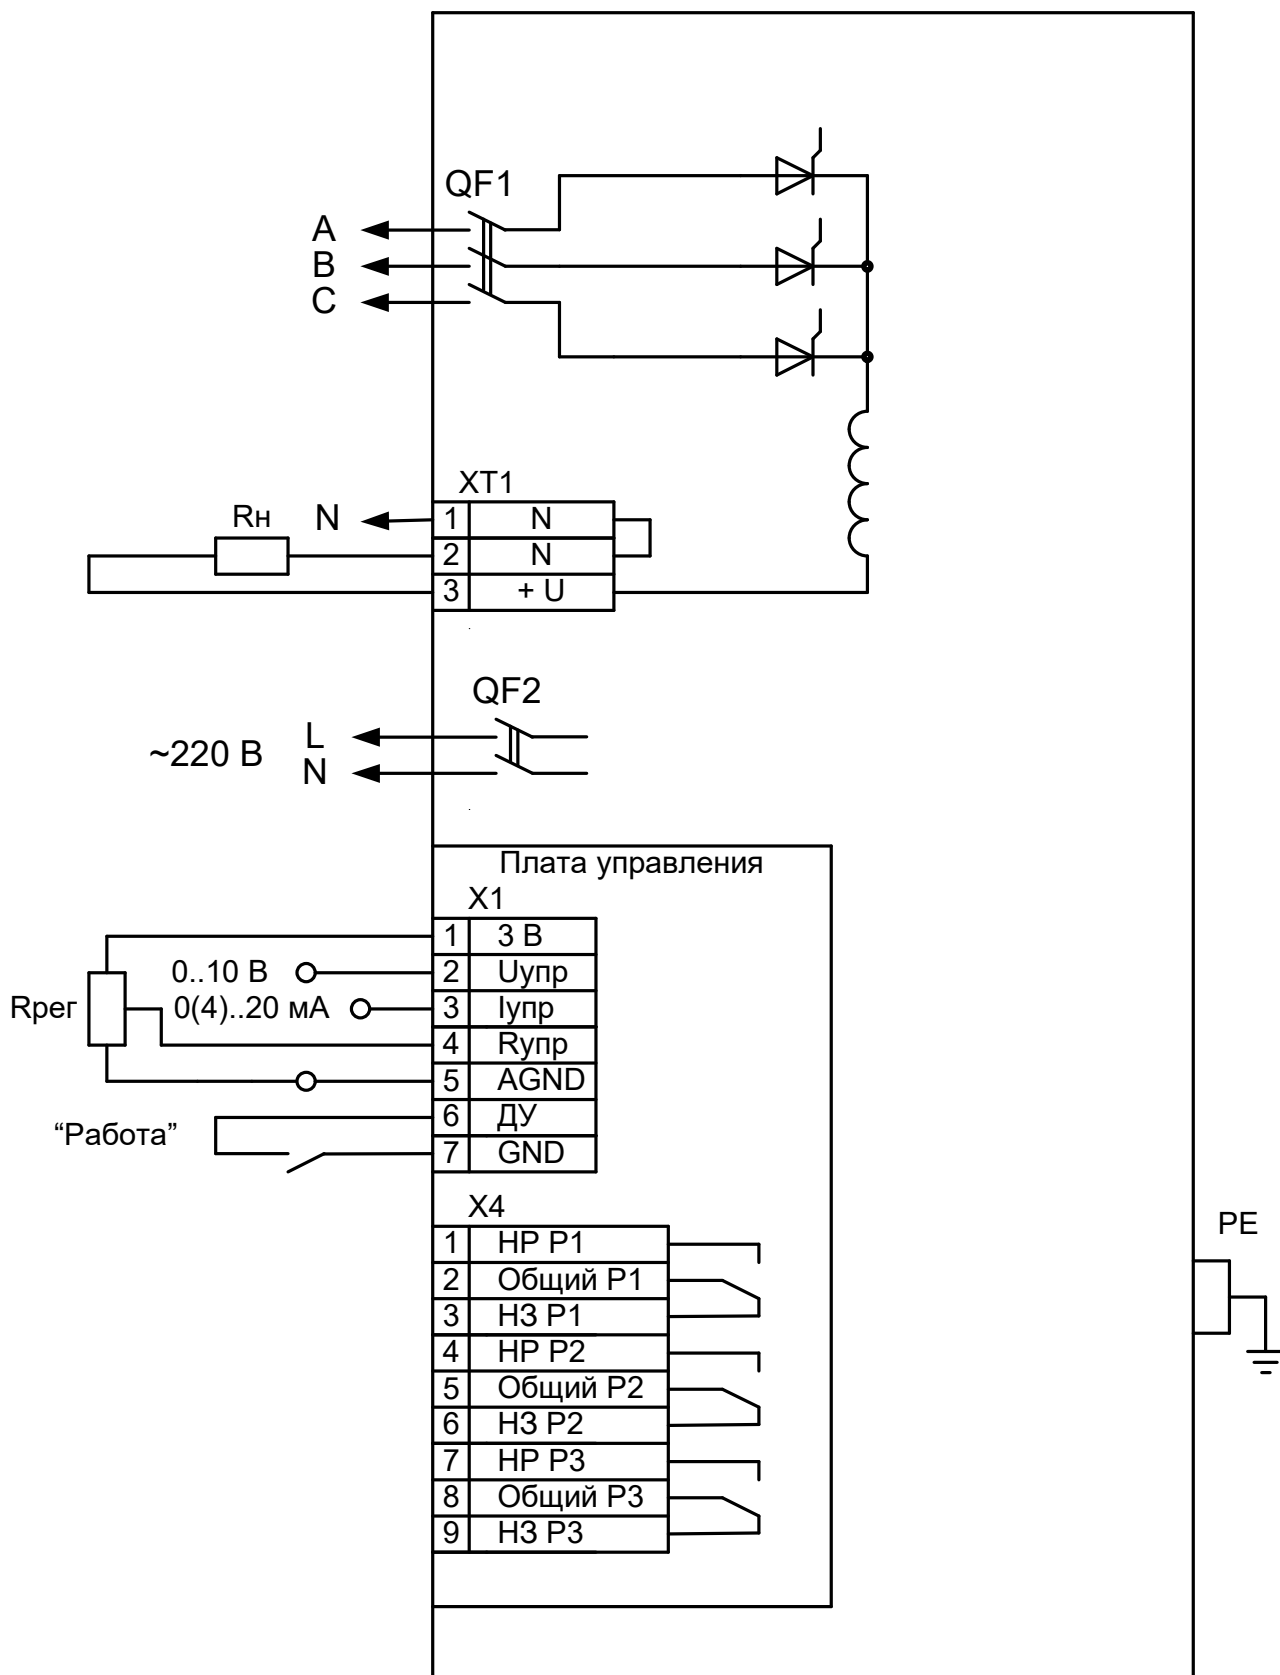 QF1
A
B
C
XT1
Rн N 1 N
2 N
3 + U
QF2
~220 В L
N
Плата управления
X1
1 3 В
0..10 В 2 Uупр
Rрег 0(4)..20 мА 3 Iупр
4 Rупр
5 AGND
“Работа” 6 ДУ
7 GND
X4
1 НР Р1
2 Общий Р1
3 НЗ Р1
4 НР Р2
5 Общий Р2
6 НЗ Р2
7 НР Р3
8 Общий Р3
9 НЗ Р3
PE